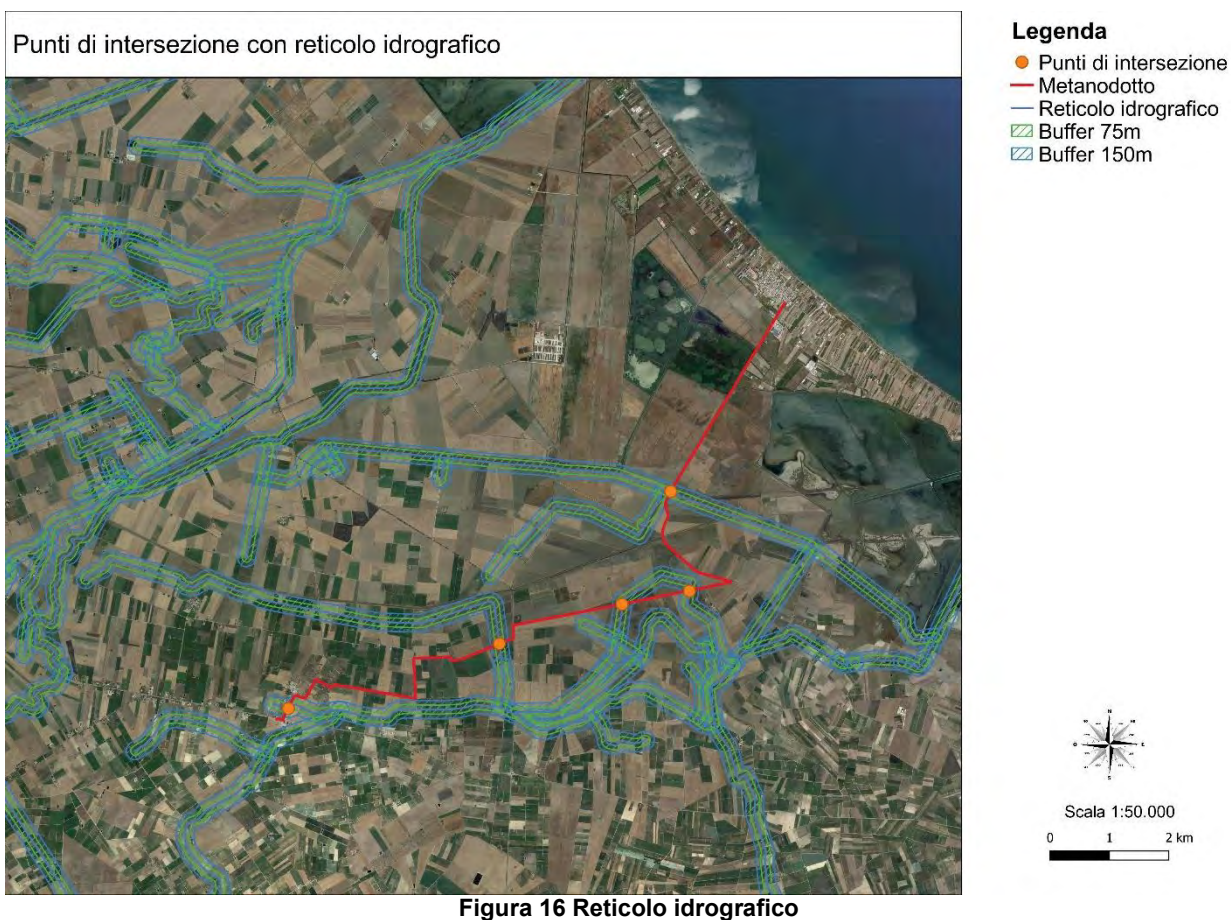 Punti di intersezione con reticolo idrografico
Legenda
Punti di intersezione
Metanodotto
Reticolo idrografico
Buffer 75m
Buffer 150m
Scala 1:50.000
0 1 2 km
Figura 16 Reticolo idrografico